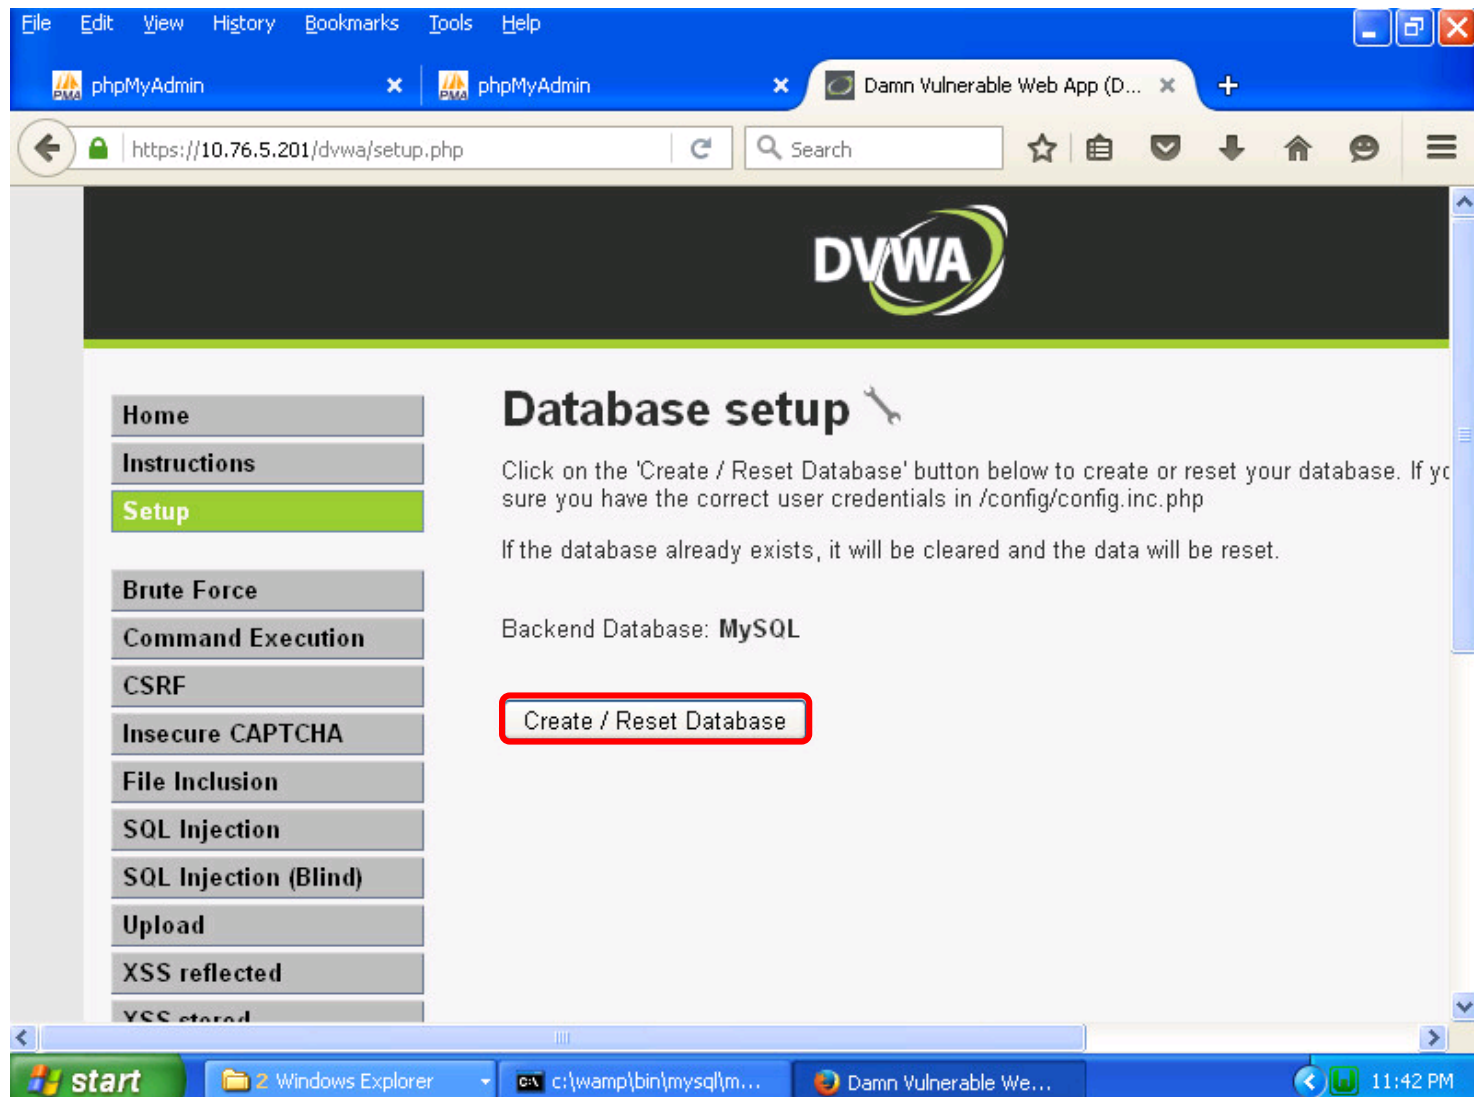 File Edit View History Bookmarks Tools Help
phpMyAdmin
phpMyAdmin
Damn Vulnerable Web App (D...
https://10.76.5.201/dvwa/setup.php
Search
DVWA
Home
Instructions
Setup
Brute Force
Command Execution
CSRF
Insecure CAPTCHA
File Inclusion
SQL Injection
SQL Injection (Blind)
Upload
XSS reflected
XSS stored
Database setup
Click on the 'Create / Reset Database' button below to create or reset your database. If yo
sure you have the correct user credentials in /config/config.inc.php
If the database already exists, it will be cleared and the data will be reset.
Backend Database: MySQL
Create / Reset Database
start
2 Windows Explorer
c:\wamp\bin\mysql\m...
Damn Vulnerable We...
11:42 PM